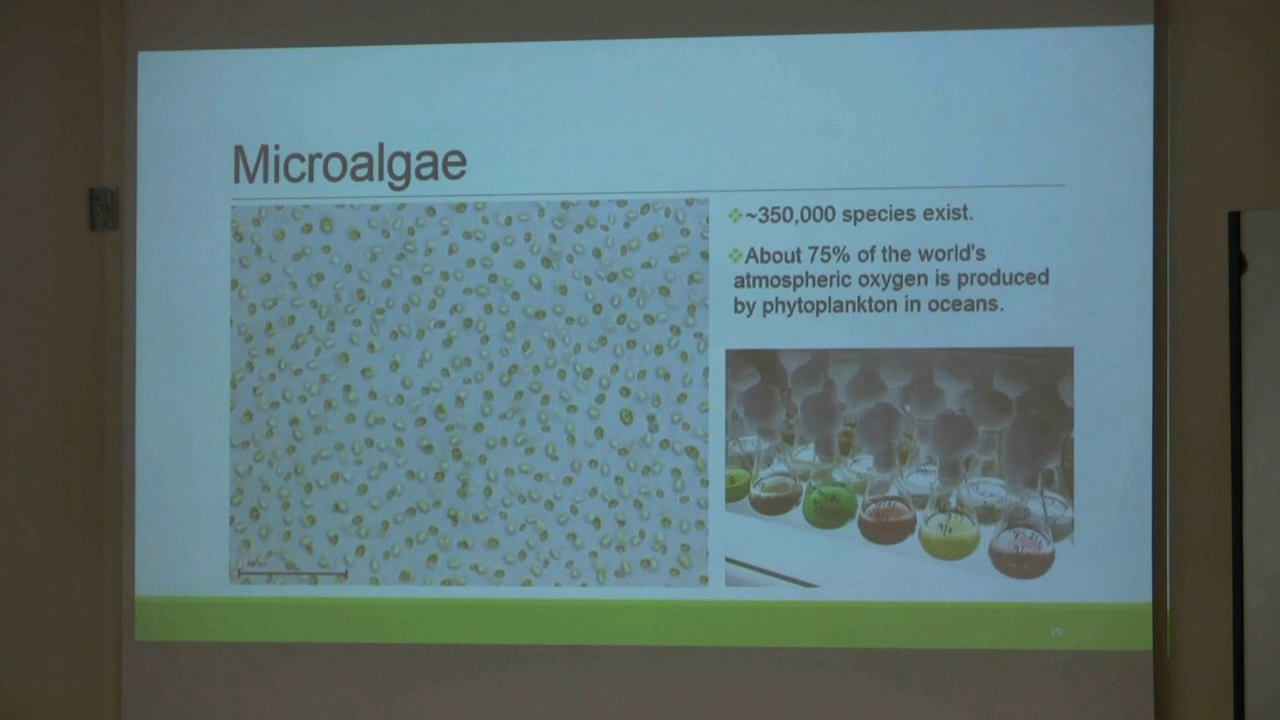 Microalgae
~350,000 species exist.
About 75% of the world's
atmospheric oxygen is produced
by phytoplankton in oceans.